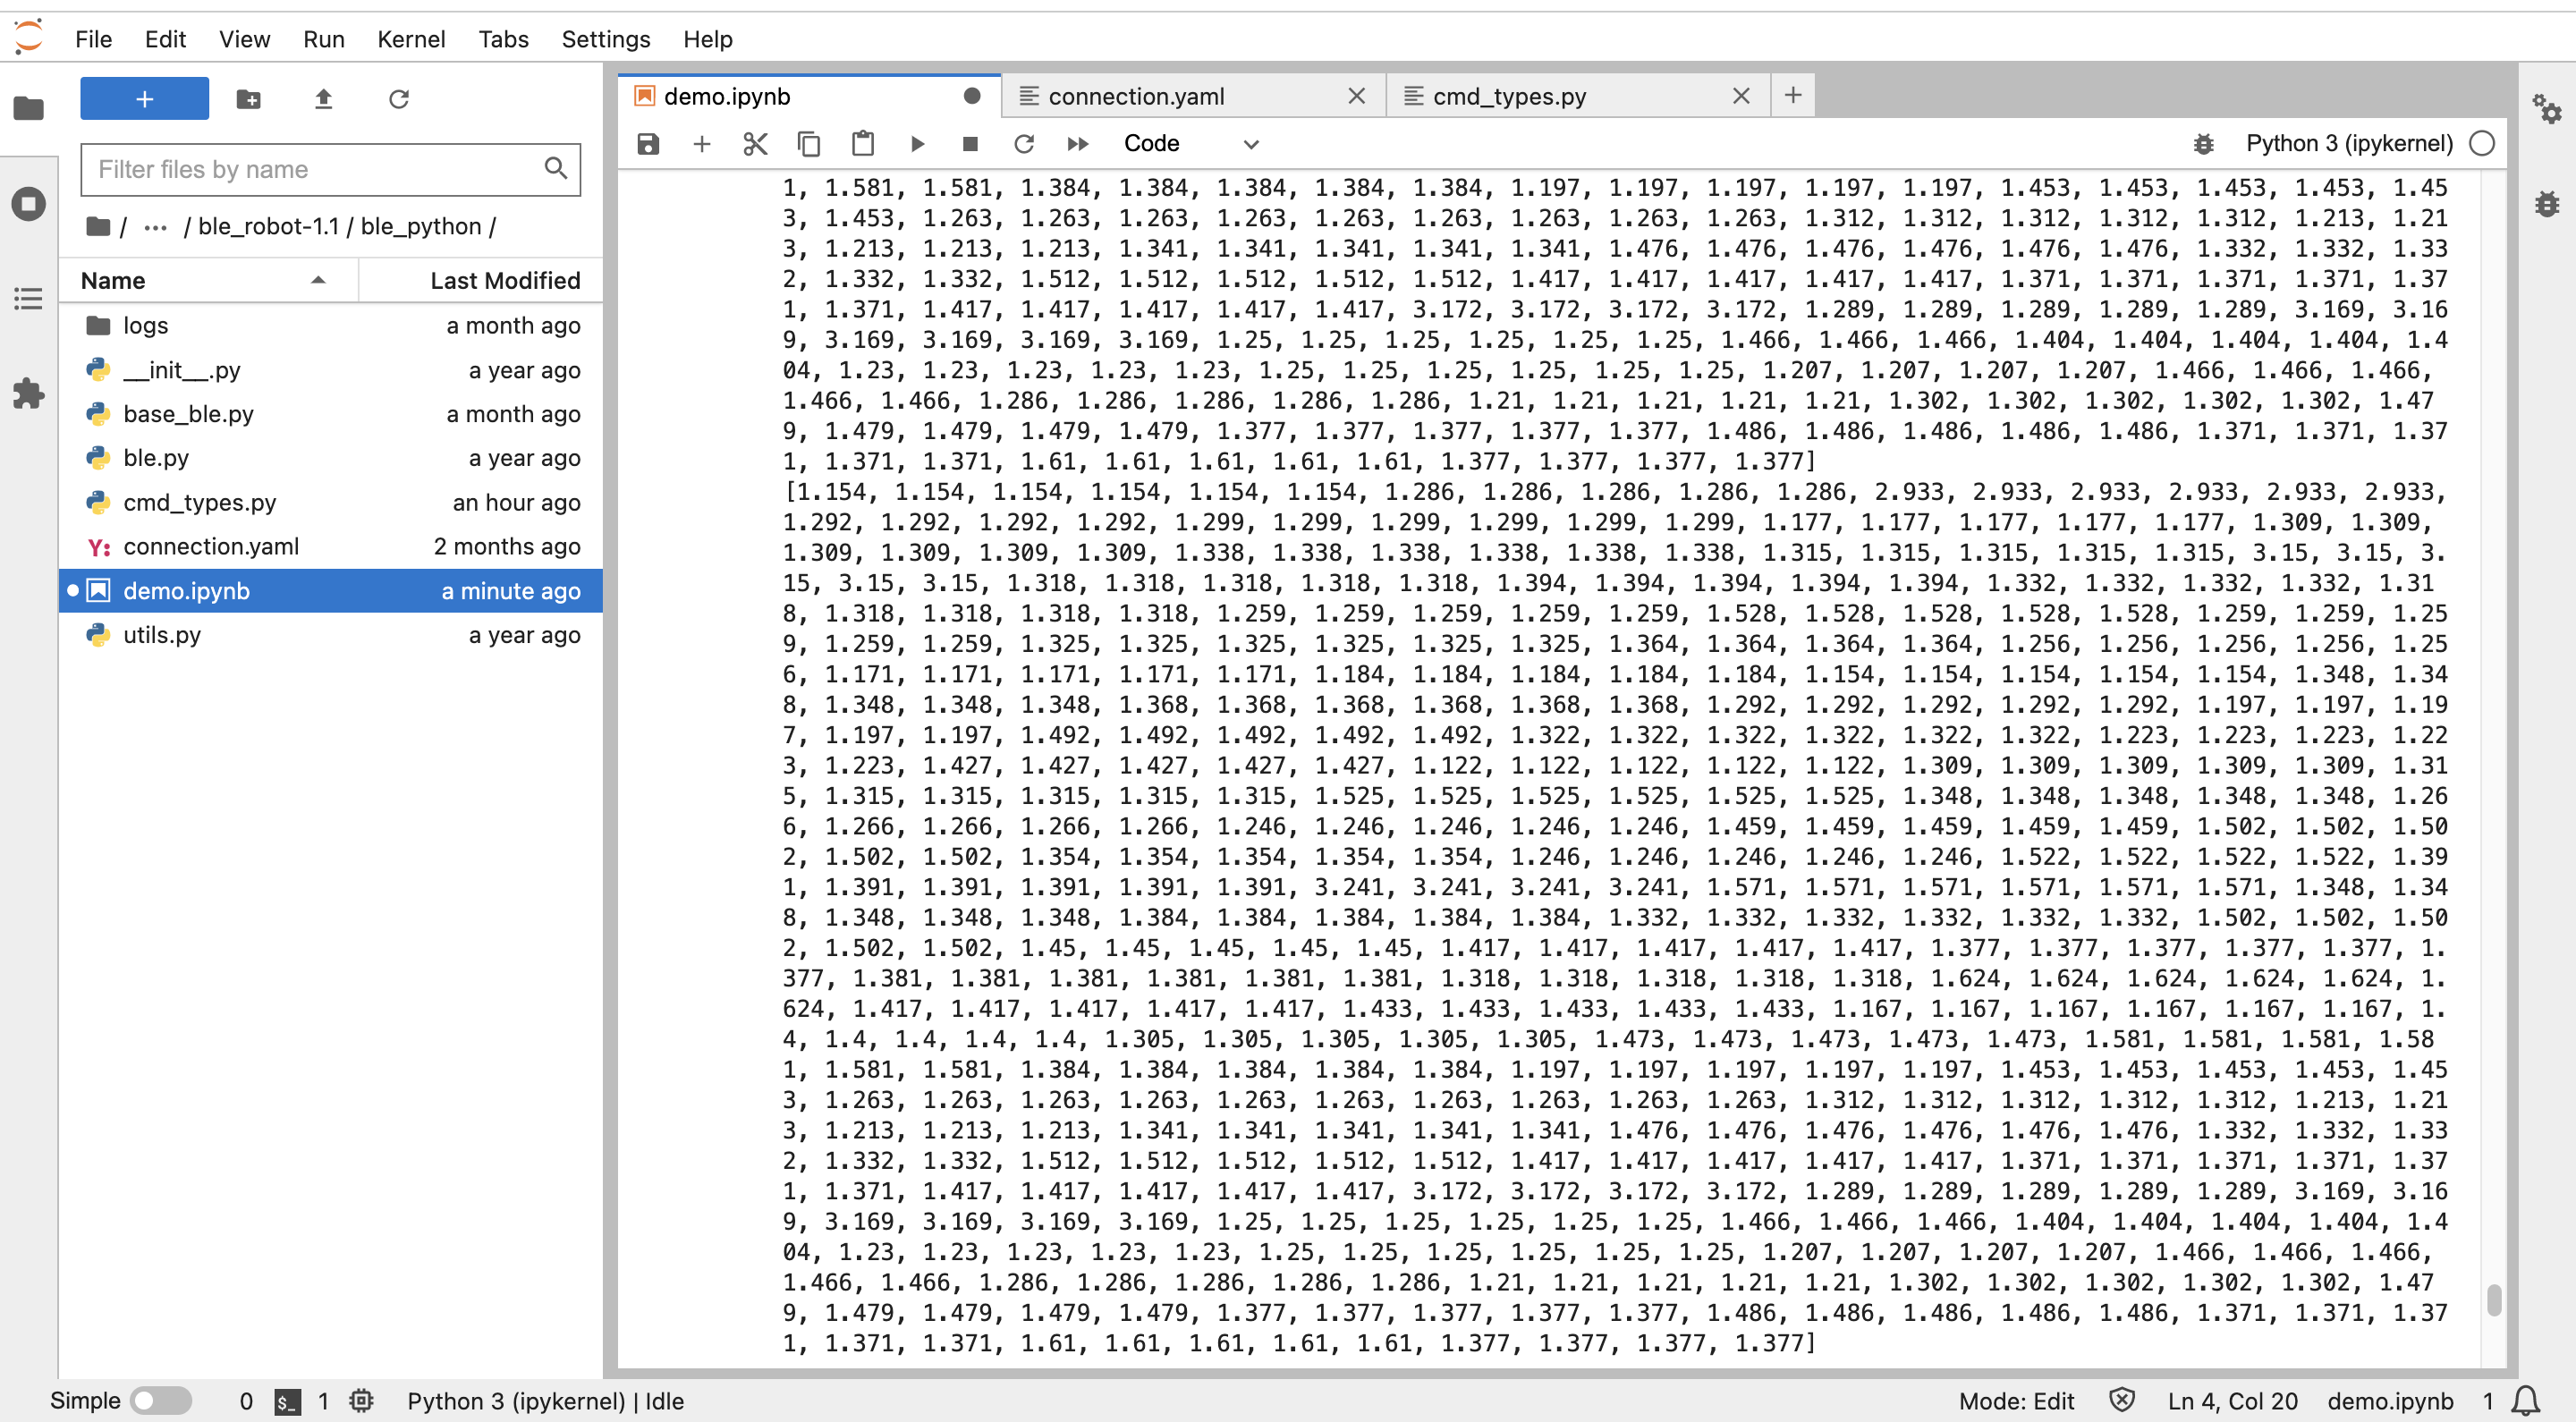 File Edit View Run Kernel Tabs Settings Help
Filter files by name
/ ··· / ble_robot-1.1 / ble_python /
Name Last Modified
logs a month ago
__init__.py a year ago
base_ble.py a month ago
ble.py a year ago
cmd_types.py an hour ago
Y: connection.yaml 2 months ago
demo.ipynb a minute ago
utils.py a year ago
demo.ipynb connection.yaml cmd_types.py
Code Python 3 (ipykernel)
1, 1.581, 1.581, 1.384, 1.384, 1.384, 1.384, 1.384, 1.197, 1.197, 1.197, 1.197, 1.197, 1.453, 1.453, 1.453, 1.453, 1.45
3, 1.453, 1.263, 1.263, 1.263, 1.263, 1.263, 1.263, 1.263, 1.263, 1.263, 1.312, 1.312, 1.312, 1.312, 1.312, 1.213, 1.21
3, 1.213, 1.213, 1.213, 1.341, 1.341, 1.341, 1.341, 1.341, 1.476, 1.476, 1.476, 1.476, 1.476, 1.476, 1.332, 1.332, 1.33
2, 1.332, 1.332, 1.512, 1.512, 1.512, 1.512, 1.512, 1.417, 1.417, 1.417, 1.417, 1.417, 1.371, 1.371, 1.371, 1.371, 1.37
1, 1.371, 1.417, 1.417, 1.417, 1.417, 1.417, 3.172, 3.172, 3.172, 3.172, 1.289, 1.289, 1.289, 1.289, 1.289, 3.169, 3.16
9, 3.169, 3.169, 3.169, 3.169, 1.25, 1.25, 1.25, 1.25, 1.25, 1.25, 1.466, 1.466, 1.466, 1.404, 1.404, 1.404, 1.404, 1.4
04, 1.23, 1.23, 1.23, 1.23, 1.23, 1.25, 1.25, 1.25, 1.25, 1.25, 1.25, 1.207, 1.207, 1.207, 1.207, 1.466, 1.466, 1.466,
1.466, 1.466, 1.286, 1.286, 1.286, 1.286, 1.286, 1.21, 1.21, 1.21, 1.21, 1.21, 1.302, 1.302, 1.302, 1.302, 1.302, 1.47
9, 1.479, 1.479, 1.479, 1.479, 1.377, 1.377, 1.377, 1.377, 1.377, 1.486, 1.486, 1.486, 1.486, 1.486, 1.371, 1.371, 1.37
1, 1.371, 1.371, 1.61, 1.61, 1.61, 1.61, 1.61, 1.377, 1.377, 1.377, 1.377]
[1.154, 1.154, 1.154, 1.154, 1.154, 1.154, 1.286, 1.286, 1.286, 1.286, 1.286, 2.933, 2.933, 2.933, 2.933, 2.933, 2.933,
1.292, 1.292, 1.292, 1.292, 1.299, 1.299, 1.299, 1.299, 1.299, 1.299, 1.177, 1.177, 1.177, 1.177, 1.177, 1.309, 1.309,
1.309, 1.309, 1.309, 1.309, 1.338, 1.338, 1.338, 1.338, 1.338, 1.338, 1.315, 1.315, 1.315, 1.315, 1.315, 3.15, 3.15, 3.
15, 3.15, 3.15, 1.318, 1.318, 1.318, 1.318, 1.318, 1.394, 1.394, 1.394, 1.394, 1.394, 1.332, 1.332, 1.332, 1.332, 1.31
8, 1.318, 1.318, 1.318, 1.318, 1.259, 1.259, 1.259, 1.259, 1.259, 1.259, 1.528, 1.528, 1.528, 1.528, 1.528, 1.259, 1.259, 1.25
9, 1.259, 1.259, 1.325, 1.325, 1.325, 1.325, 1.325, 1.325, 1.364, 1.364, 1.364, 1.364, 1.256, 1.256, 1.256, 1.256, 1.25
6, 1.171, 1.171, 1.171, 1.171, 1.171, 1.184, 1.184, 1.184, 1.184, 1.184, 1.154, 1.154, 1.154, 1.154, 1.154, 1.348, 1.34
8, 1.348, 1.348, 1.348, 1.368, 1.368, 1.368, 1.368, 1.368, 1.368, 1.292, 1.292, 1.292, 1.292, 1.292, 1.197, 1.197, 1.19
7, 1.197, 1.197, 1.492, 1.492, 1.492, 1.492, 1.492, 1.322, 1.322, 1.322, 1.322, 1.322, 1.322, 1.223, 1.223, 1.223, 1.22
3, 1.223, 1.427, 1.427, 1.427, 1.427, 1.427, 1.122, 1.122, 1.122, 1.122, 1.122, 1.309, 1.309, 1.309, 1.309, 1.309, 1.31
5, 1.315, 1.315, 1.315, 1.315, 1.315, 1.525, 1.525, 1.525, 1.525, 1.525, 1.525, 1.348, 1.348, 1.348, 1.348, 1.348, 1.26
6, 1.266, 1.266, 1.266, 1.266, 1.246, 1.246, 1.246, 1.246, 1.246, 1.459, 1.459, 1.459, 1.459, 1.459, 1.502, 1.502, 1.50
2, 1.502, 1.502, 1.354, 1.354, 1.354, 1.354, 1.354, 1.246, 1.246, 1.246, 1.246, 1.246, 1.522, 1.522, 1.522, 1.522, 1.39
1, 1.391, 1.391, 1.391, 1.391, 1.391, 3.241, 3.241, 3.241, 3.241, 1.571, 1.571, 1.571, 1.571, 1.571, 1.571, 1.348, 1.34
8, 1.348, 1.348, 1.348, 1.384, 1.384, 1.384, 1.384, 1.384, 1.332, 1.332, 1.332, 1.332, 1.332, 1.332, 1.502, 1.502, 1.50
2, 1.502, 1.502, 1.45, 1.45, 1.45, 1.45, 1.45, 1.417, 1.417, 1.417, 1.417, 1.417, 1.377, 1.377, 1.377, 1.377, 1.377, 1.
377, 1.381, 1.381, 1.381, 1.381, 1.381, 1.381, 1.318, 1.318, 1.318, 1.318, 1.318, 1.624, 1.624, 1.624, 1.624, 1.624, 1.
624, 1.417, 1.417, 1.417, 1.417, 1.417, 1.433, 1.433, 1.433, 1.433, 1.433, 1.167, 1.167, 1.167, 1.167, 1.167, 1.167, 1.
4, 1.4, 1.4, 1.4, 1.4, 1.305, 1.305, 1.305, 1.305, 1.305, 1.473, 1.473, 1.473, 1.473, 1.473, 1.581, 1.581, 1.581, 1.58
1, 1.581, 1.581, 1.384, 1.384, 1.384, 1.384, 1.384, 1.197, 1.197, 1.197, 1.197, 1.197, 1.453, 1.453, 1.453, 1.453, 1.45
3, 1.263, 1.263, 1.263, 1.263, 1.263, 1.263, 1.263, 1.263, 1.263, 1.263, 1.312, 1.312, 1.312, 1.312, 1.312, 1.213, 1.21
3, 1.213, 1.213, 1.213, 1.341, 1.341, 1.341, 1.341, 1.341, 1.476, 1.476, 1.476, 1.476, 1.476, 1.476, 1.332, 1.332, 1.33
2, 1.332, 1.332, 1.512, 1.512, 1.512, 1.512, 1.512, 1.417, 1.417, 1.417, 1.417, 1.417, 1.371, 1.371, 1.371, 1.371, 1.37
1, 1.371, 1.417, 1.417, 1.417, 1.417, 1.417, 3.172, 3.172, 3.172, 3.172, 1.289, 1.289, 1.289, 1.289, 1.289, 3.169, 3.16
9, 3.169, 3.169, 3.169, 3.169, 1.25, 1.25, 1.25, 1.25, 1.25, 1.25, 1.466, 1.466, 1.466, 1.404, 1.404, 1.404, 1.404, 1.4
04, 1.23, 1.23, 1.23, 1.23, 1.23, 1.25, 1.25, 1.25, 1.25, 1.25, 1.25, 1.207, 1.207, 1.207, 1.207, 1.466, 1.466, 1.466,
1.466, 1.466, 1.286, 1.286, 1.286, 1.286, 1.286, 1.21, 1.21, 1.21, 1.21, 1.21, 1.302, 1.302, 1.302, 1.302, 1.302, 1.47
9, 1.479, 1.479, 1.479, 1.479, 1.377, 1.377, 1.377, 1.377, 1.377, 1.486, 1.486, 1.486, 1.486, 1.486, 1.371, 1.371, 1.37
1, 1.371, 1.371, 1.61, 1.61, 1.61, 1.61, 1.61, 1.377, 1.377, 1.377, 1.377]
Simple 0 $_ 1 Python 3 (ipykernel) | Idle Mode: Edit Ln 4, Col 20 demo.ipynb 1